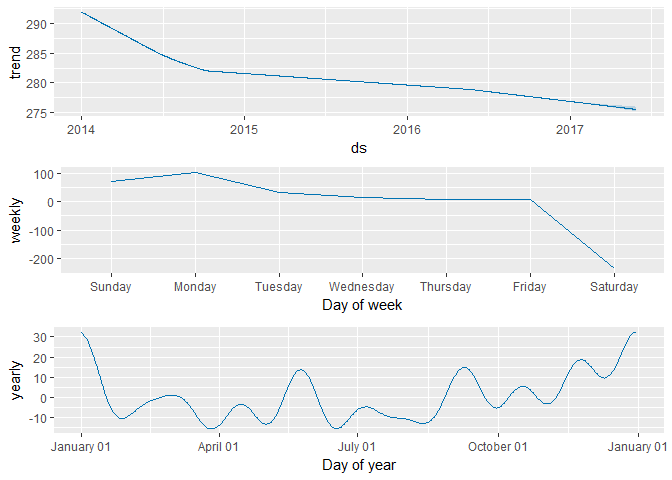 trend
290
285
280
275
2014 2015 2016 2017
ds
weekly
100
0
-100
-200
Sunday Monday Tuesday Wednesday Thursday Friday Saturday
Day of week
yearly
30
20
10
0
-10
January 01 April 01 July 01 October 01 January 01
Day of year